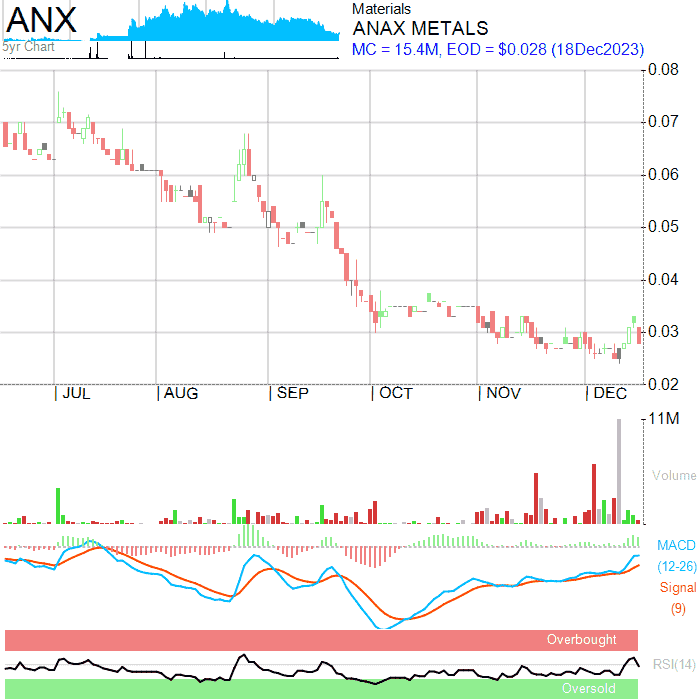 ANX
5yr Chart
Materials
ANAX METALS
MC = 15.4M, EOD = $0.028 (18Dec2023)
0.08
0.07
0.06
0.05
0.04
0.03
0.02
JUL AUG SEP OCT NOV DEC
11M
Volume
MACD
(12-26)
Signal
(9)
Overbought
RSI(14)
Oversold